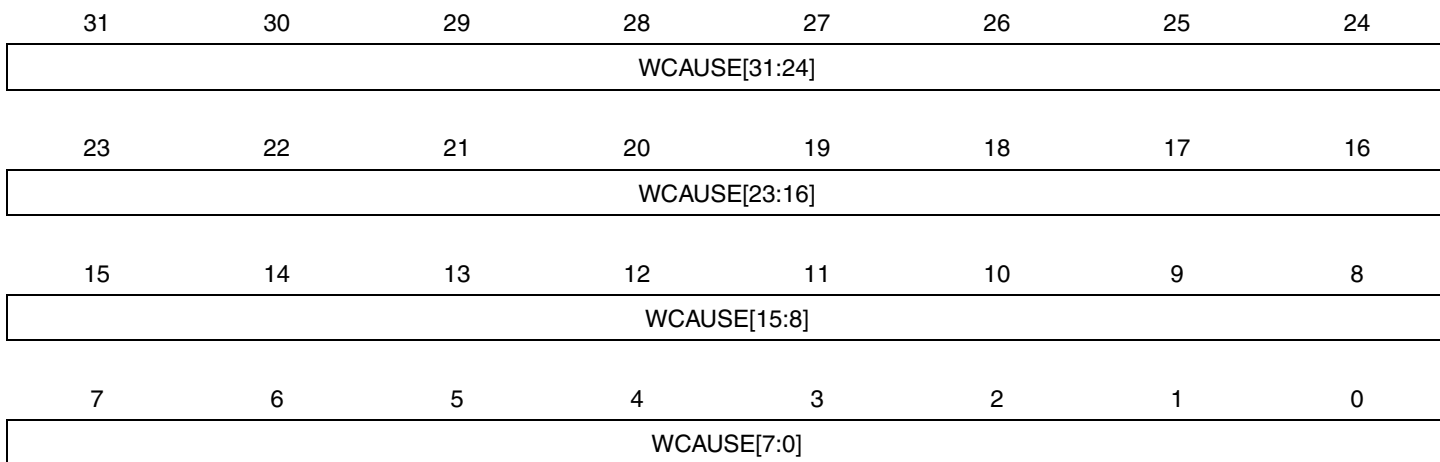 31 30 29 28 27 26 25 24
WCAUSE[31:24]
23 22 21 20 19 18 17 16
WCAUSE[23:16]
15 14 13 12 11 10 9 8
WCAUSE[15:8]
7 6 5 4 3 2 1 0
WCAUSE[7:0]